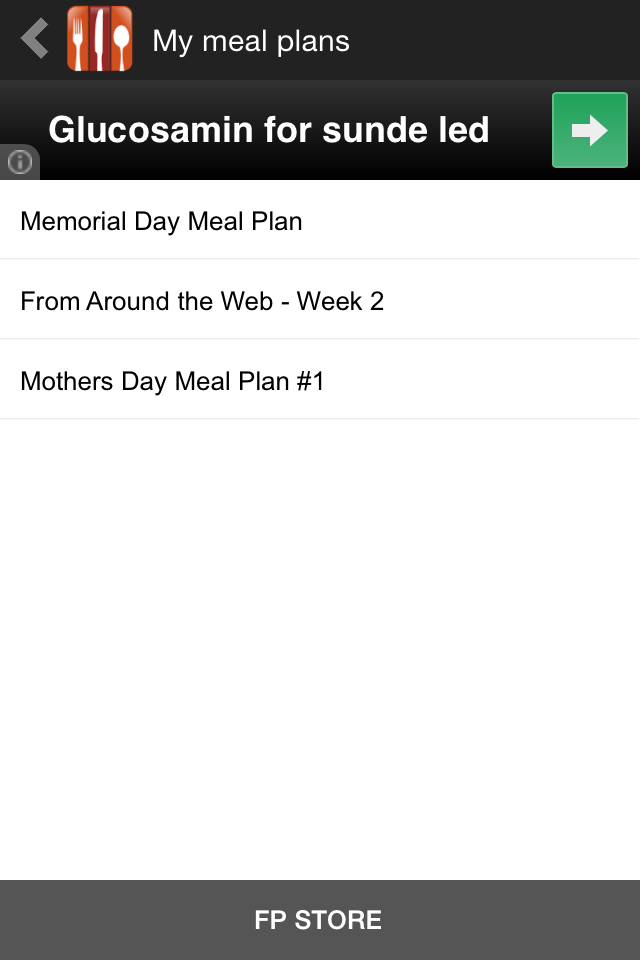 My meal plans
Glucosamin for sunde led
Memorial Day Meal Plan
From Around the Web - Week 2
Mothers Day Meal Plan #1
FP STORE